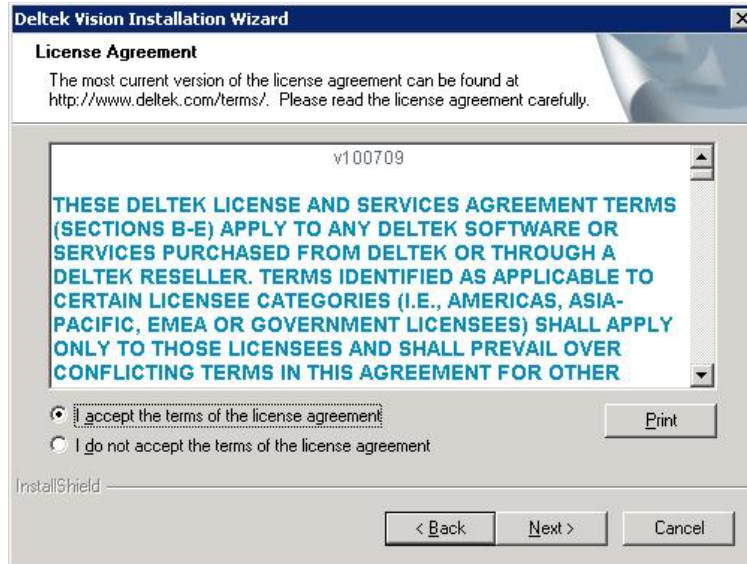 Deltek Vision Installation Wizard
License Agreement
The most current version of the license agreement can be found at
http://www.deltek.com/terms/. Please read the license agreement carefully.
v100709
THESE DELTEK LICENSE AND SERVICES AGREEMENT TERMS
(SECTIONS B-E) APPLY TO ANY DELTEK SOFTWARE OR
SERVICES PURCHASED FROM DELTEK OR THROUGH A
DELTEK RESELLER. TERMS IDENTIFIED AS APPLICABLE TO
CERTAIN LICENSEE CATEGORIES (I.E., AMERICAS, ASIA-
PACIFIC, EMEA OR GOVERNMENT LICENSEES) SHALL APPLY
ONLY TO THOSE LICENSEES AND SHALL PREVAIL OVER
CONFLICTING TERMS IN THIS AGREEMENT FOR OTHER
I accept the terms of the license agreement
Print
I do not accept the terms of the license agreement
InstallShield
< Back Next > Cancel